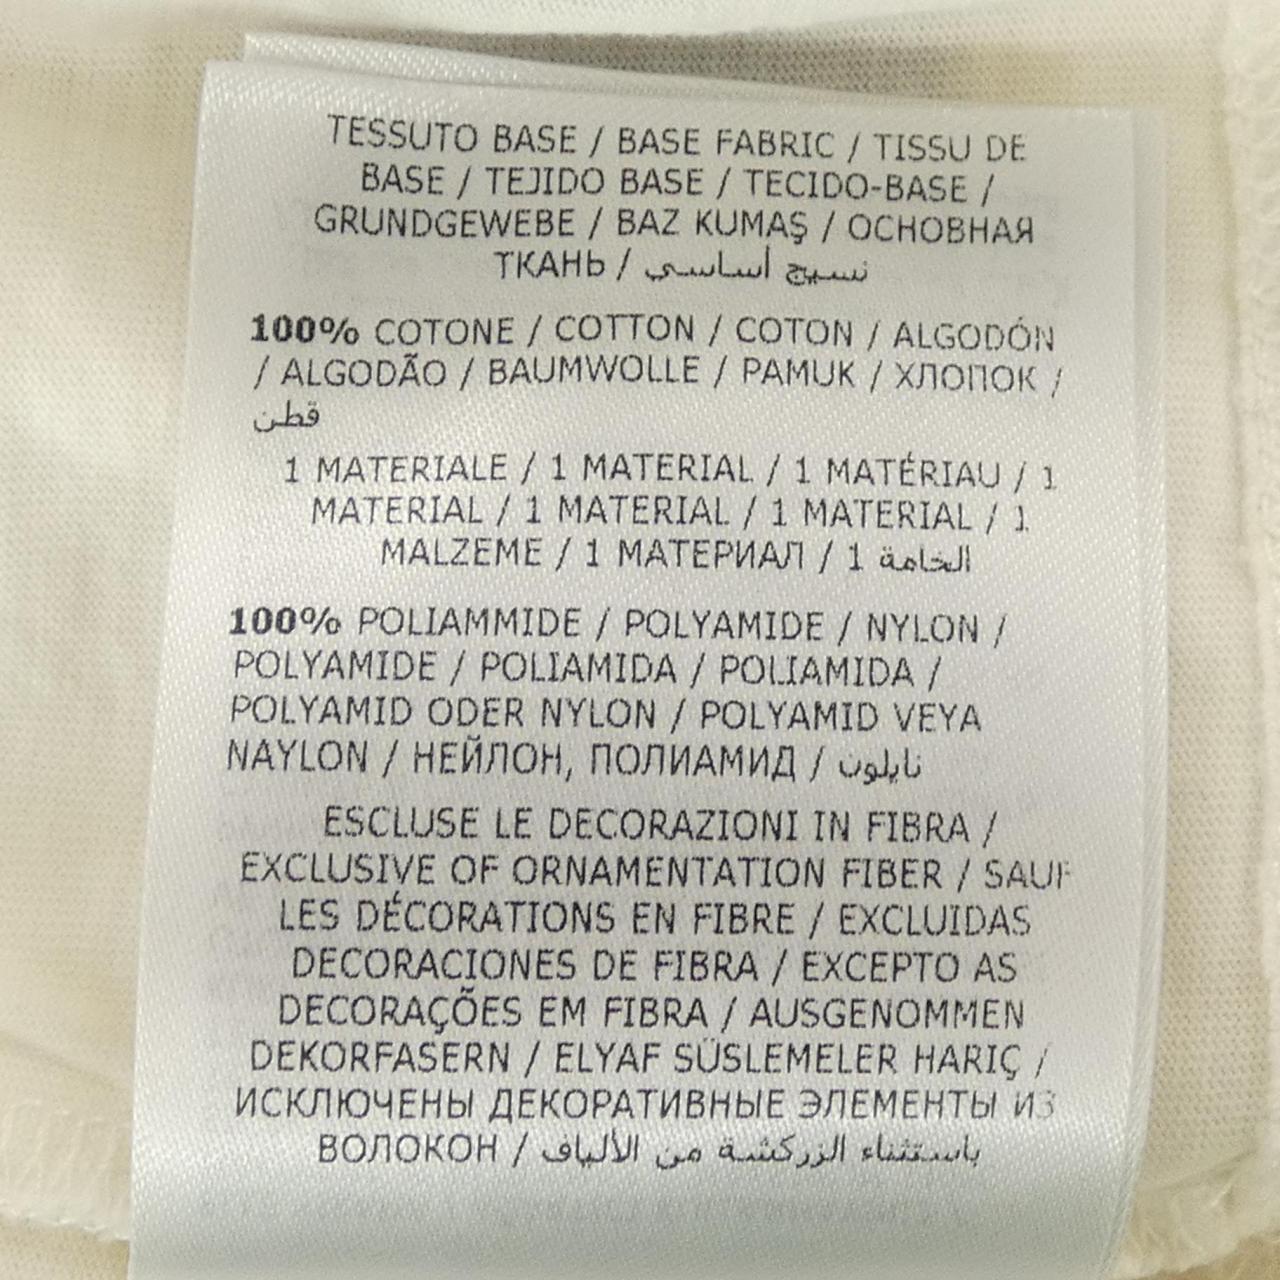 TESSUTO BASE / BASE FABRIC / TISSU DE
BASE / TEJIDO BASE / TECIDO-BASE /
GRUNDGEWEBE / BAZ KUMAŞ / ОСНОВНАЯ
ТКАНЬ / نسيج أساسي
100% COTONE / COTTON / COTON / ALGODÓN
/ ALGODÃO / BAUMWOLLE / PAMUK / ХЛОПОК /
قطن
1 MATERIALE / 1 MATERIAL / 1 MATÉRIAU / 1
MATERIAL / 1 MATERIAL / 1 MATERIAL / 1
MALZEME / 1 МАТЕРИАЛ / 1 الخامة
100% POLIAMMIDE / POLYAMIDE / NYLON /
POLYAMIDE / POLIAMIDA / POLIAMIDA /
POLYAMID ODER NYLON / POLYAMID VEYA
NAYLON / НЕЙЛОН, ПОЛИАМИД / نايلون
ESCLUSE LE DECORAZIONI IN FIBRA /
EXCLUSIVE OF ORNAMENTATION FIBER / SAUF
LES DÉCORATIONS EN FIBRE / EXCLUIDAS
DECORACIONES DE FIBRA / EXCEPTO AS
DECORAÇÕES EM FIBRA / AUSGENOMMEN
DEKORFASERN / ELYAF SÜSLEMELER HARIÇ /
ИСКЛЮЧЕНЫ ДЕКОРАТИВНЫЕ ЭЛЕМЕНТЫ ИЗ
ВОЛОКОН / باستثناء الزركشة من الألياف